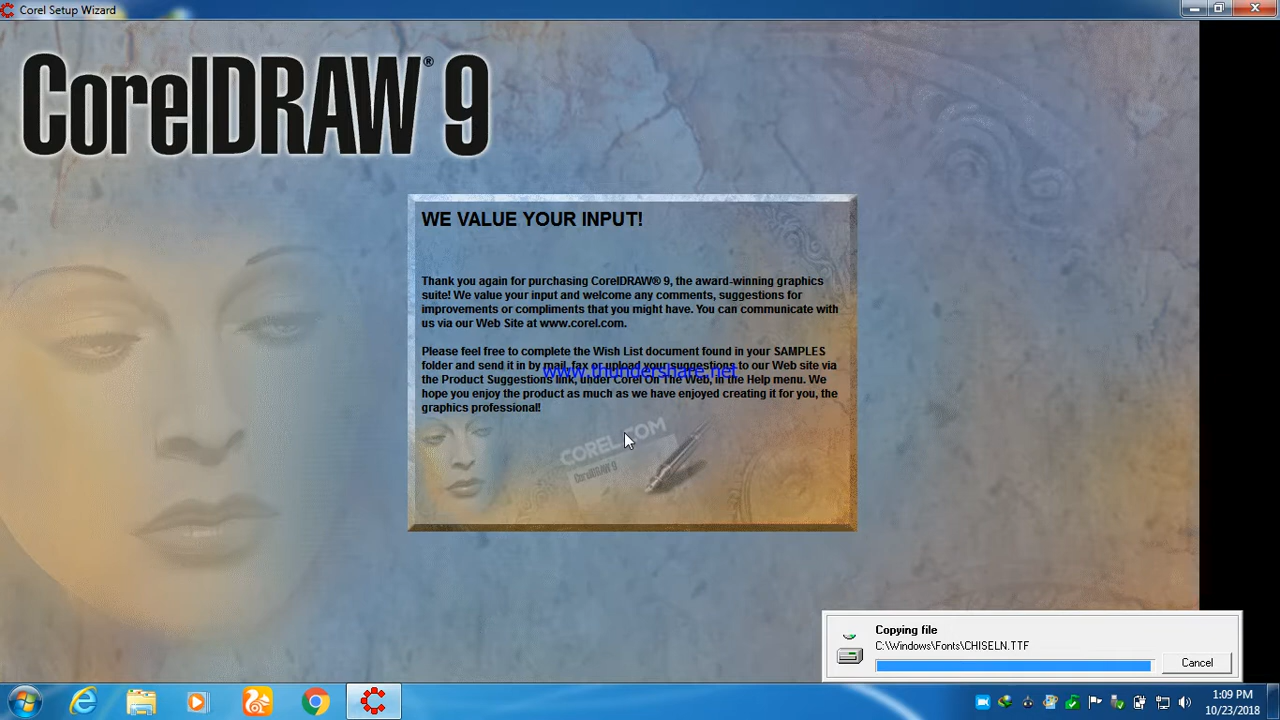 Corel Setup Wizard
CorelDRAW® 9
WE VALUE YOUR INPUT!
Thank you again for purchasing CorelDRAW® 9, the award-winning graphics
suite! We value your input and welcome any comments, suggestions for
improvements or compliments that you might have. You can communicate with
us via our Web Site at www.corel.com.
Please feel free to complete the Wish List document found in your SAMPLES
folder and send it in by mail, fax or upload your suggestions to our Web site via
www.thundershare.net
the Product Suggestions link, under Corel On The Web, in the Help menu. We
hope you enjoy the product as much as we have enjoyed creating it for you, the
graphics professional!
COREL.COM
CorelDRAW 9
Copying file
C:\Windows\Fonts\CHISELN.TTF
Cancel
1:09 PM
10/23/2018